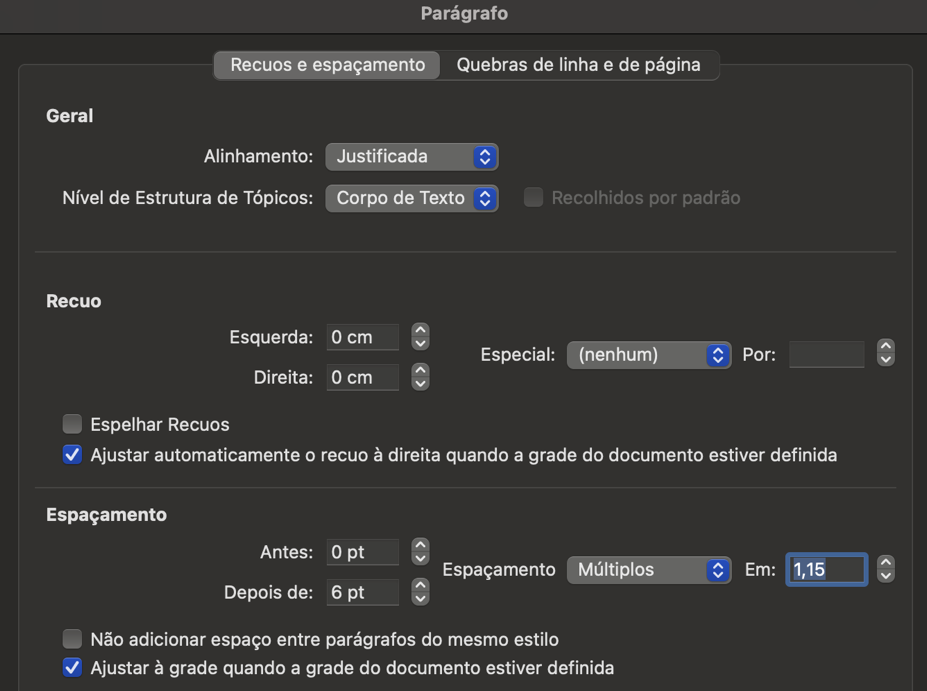 Parágrafo
Recuos e espaçamento Quebras de linha e de página
Geral
Alinhamento: Justificada
Nível de Estrutura de Tópicos: Corpo de Texto Recolhidos por padrão
Recuo
Esquerda: 0 cm
Especial: (nenhum) Por:
Direita: 0 cm
Espelhar Recuos
Ajustar automaticamente o recuo à direita quando a grade do documento estiver definida
Espaçamento
Antes: 0 pt
Espaçamento Múltiplos Em: 1,15
Depois de: 6 pt
Não adicionar espaço entre parágrafos do mesmo estilo
Ajustar à grade quando a grade do documento estiver definida